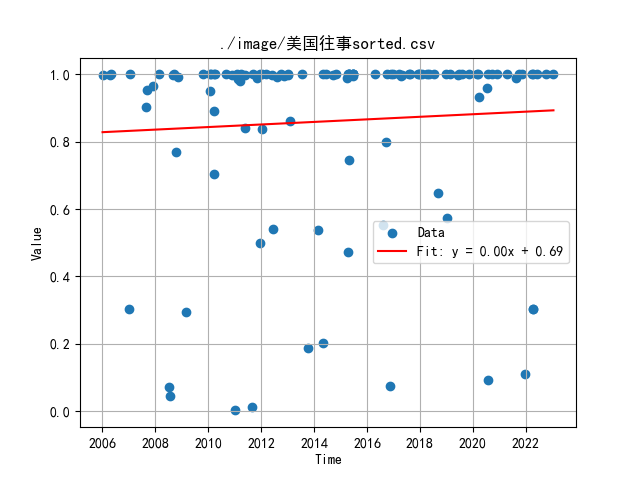 ./image/美国往事sorted.csv
1.0
0.8
0.6
0.4
0.2
0.0
Value
Data
Fit: y = 0.00x + 0.69
2006 2008 2010 2012 2014 2016 2018 2020 2022
Time